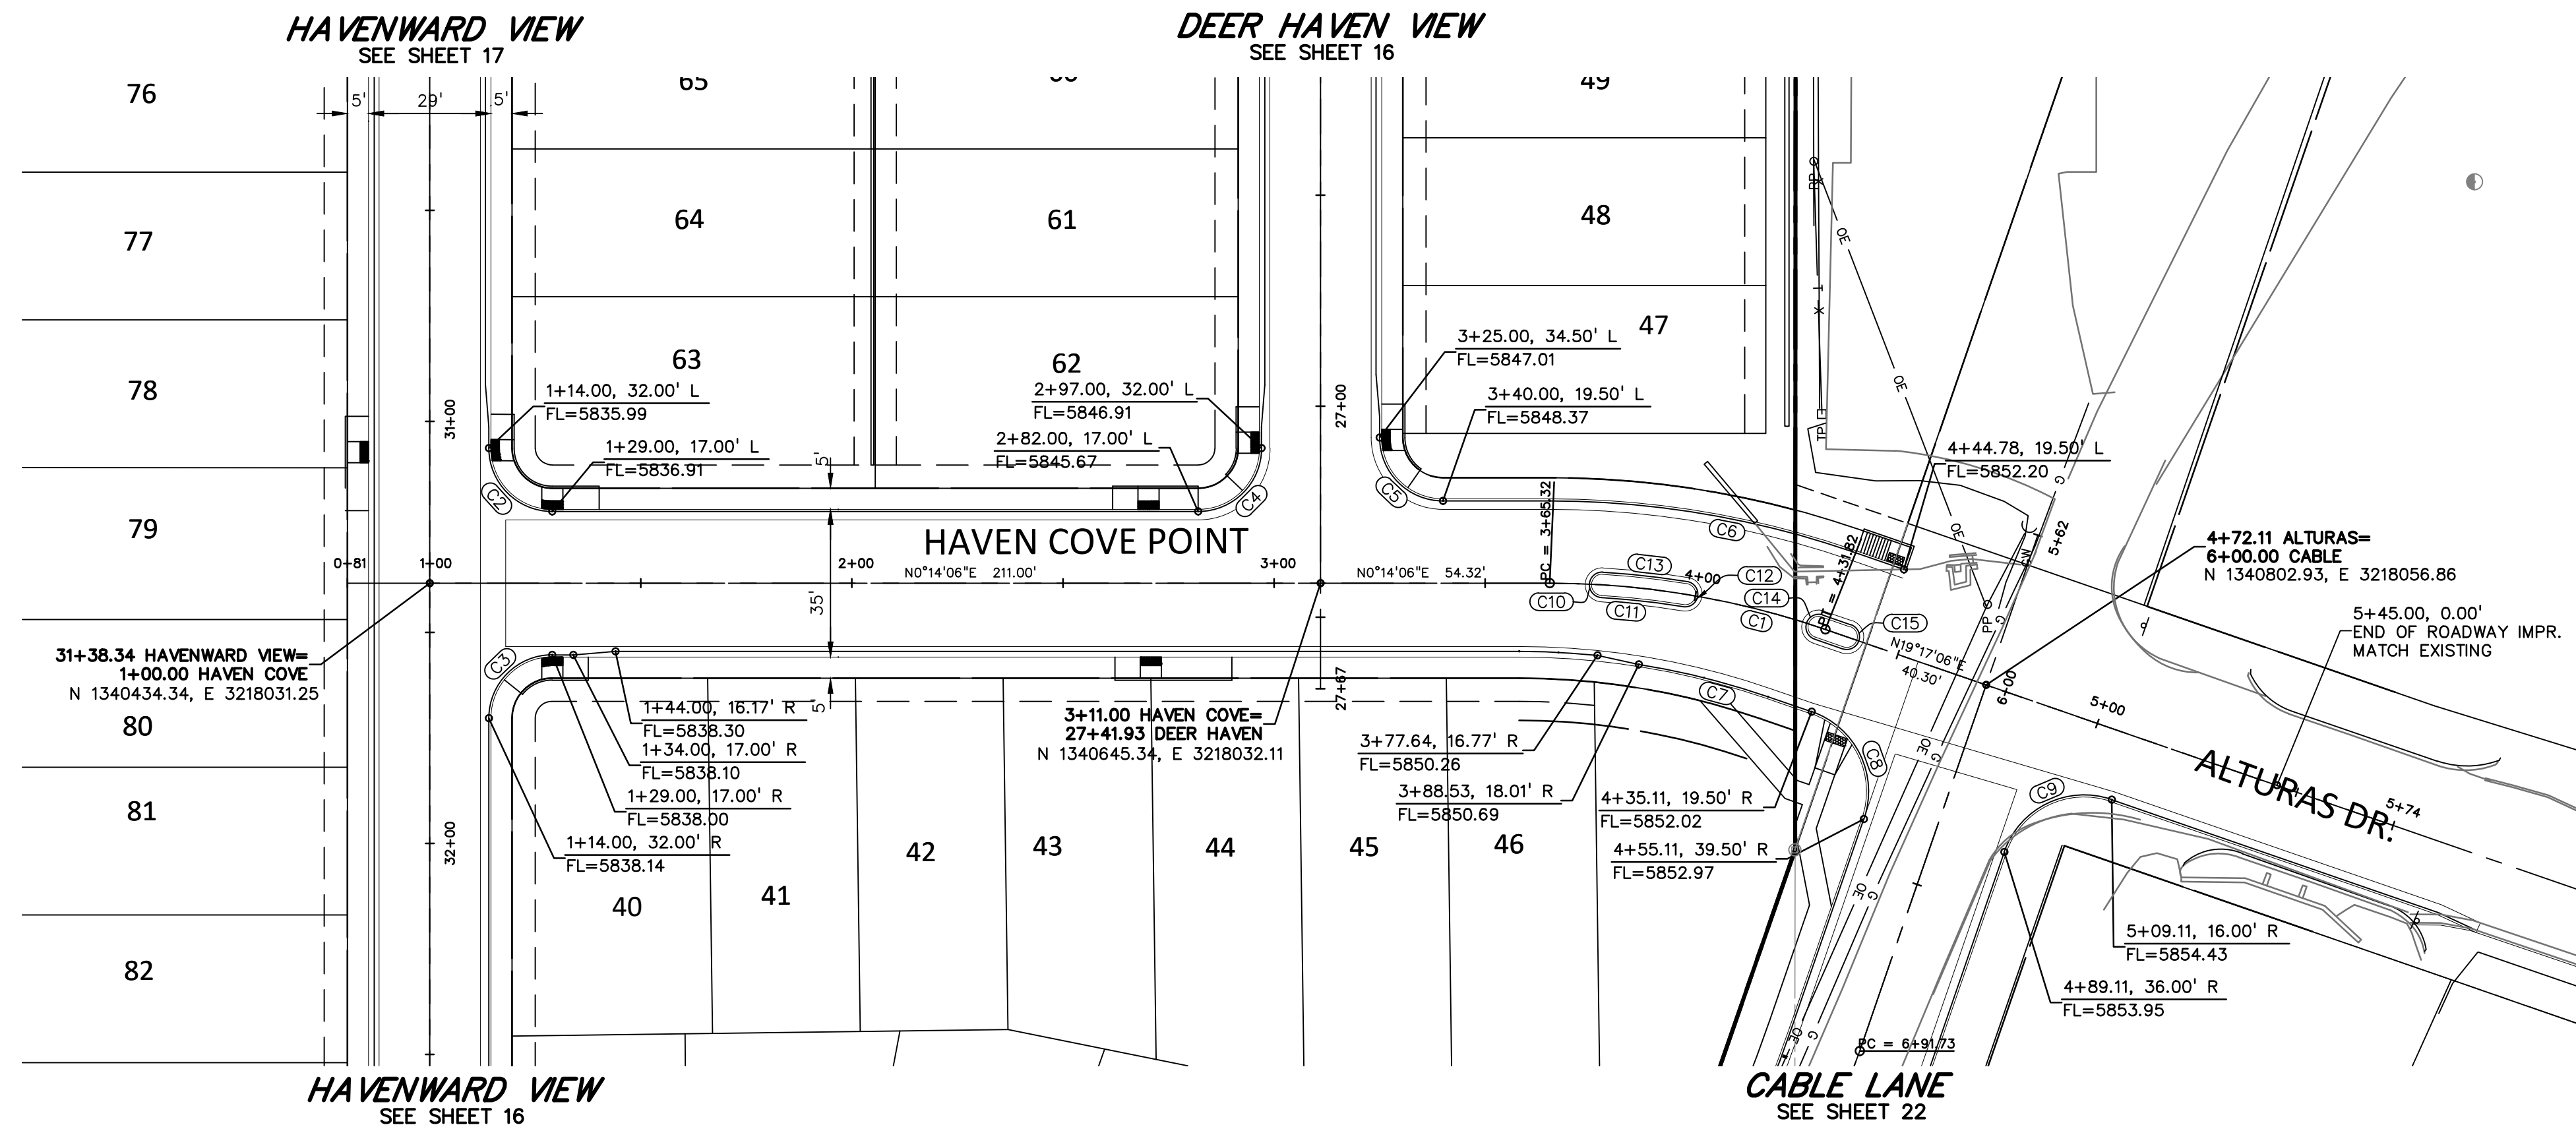 HAVENWARD VIEW
SEE SHEET 17
DEER HAVEN VIEW
SEE SHEET 16
76
77
78
79
80
81
82
5'
29'
5'
65
64
63
61
62
49
48
47
31+00
32+00
27+00
27+67
1+14.00, 32.00' L
FL=5835.99
1+29.00, 17.00' L
FL=5836.91
2+97.00, 32.00' L
FL=5846.91
2+82.00, 17.00' L
FL=5845.67
3+25.00, 34.50' L
FL=5847.01
3+40.00, 19.50' L
FL=5848.37
4+44.78, 19.50' L
FL=5852.20
BP
OE
OE
OE
TP
T
G
GW
5+62
C2
C4
C5
C6
5'
35'
5'
HAVEN COVE POINT
0+81
1+00
2+00
3+00
N0°14'06"E 211.00'
N0°14'06"E 54.32'
PC = 3+65.32
C13
4+00
C12
C10
C11
C14
C1
C15
PT = 4+31.82
N19°17'06"E
40.30'
PP
G
4+72.11 ALTURAS=
6+00.00 CABLE
N 1340802.93, E 3218056.86
5+45.00, 0.00'
END OF ROADWAY IMPR.
MATCH EXISTING
31+38.34 HAVENWARD VIEW=
1+00.00 HAVEN COVE
N 1340434.34, E 3218031.25
C3
1+44.00, 16.17' R
FL=5838.30
1+34.00, 17.00' R
FL=5838.10
1+29.00, 17.00' R
FL=5838.00
1+14.00, 32.00' R
FL=5838.14
3+11.00 HAVEN COVE=
27+41.93 DEER HAVEN
N 1340645.34, E 3218032.11
3+77.64, 16.77' R
FL=5850.26
3+88.53, 18.01' R
FL=5850.69
4+35.11, 19.50' R
FL=5852.02
4+55.11, 39.50' R
FL=5852.97
C7
C8
C9
6+00
5+00
5+74
ALTURAS DR.
OE
G
OE
G
OE
G
40
41
42
43
44
45
46
5+09.11, 16.00' R
FL=5854.43
4+89.11, 36.00' R
FL=5853.95
PC = 6+91.73
HAVENWARD VIEW
SEE SHEET 16
CABLE LANE
SEE SHEET 22